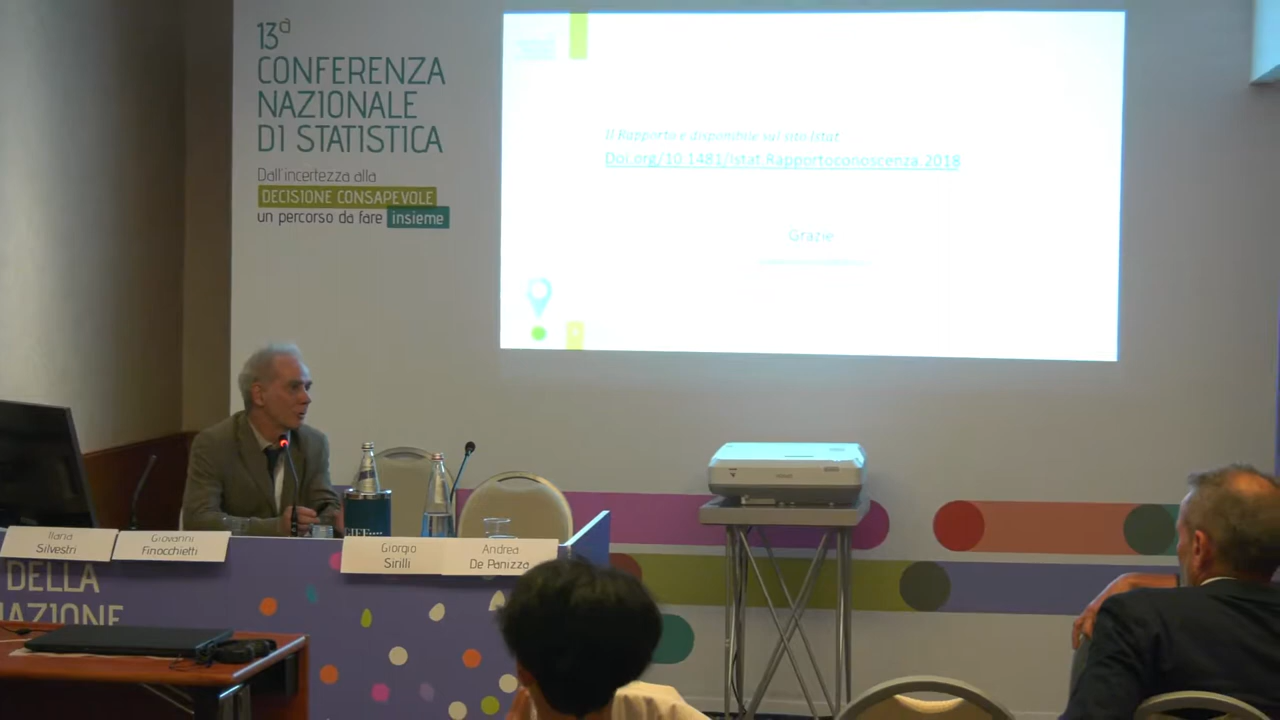 13ª
CONFERENZA
NAZIONALE
DI STATISTICA
Dall'incertezza alla
DECISIONE CONSAPEVOLE
un percorso da fare insieme
Il Rapporto è disponibile sul sito Istat
Doi.org/10.1481/Istat.Rapportoconoscenza.2018
Grazie
Ilaria
Silvestri
Giovanni
Finocchietti
Giorgio
Sirilli
Andrea
De Panizza
DELLA